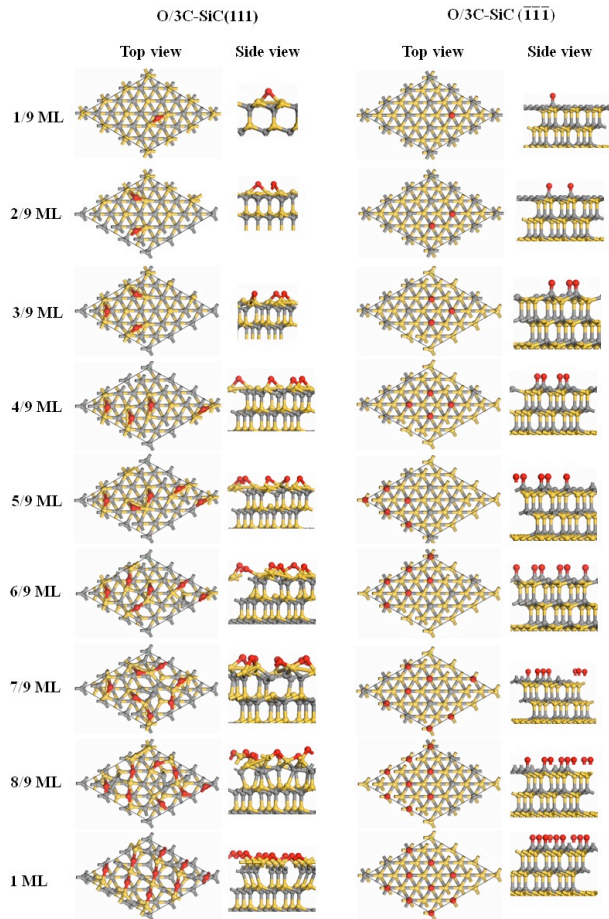 O/3C-SiC(111) O/3C-SiC (1̅1̅1̅)
Top view Side view Top view Side view
1/9 ML
2/9 ML
3/9 ML
4/9 ML
5/9 ML
6/9 ML
7/9 ML
8/9 ML
1 ML